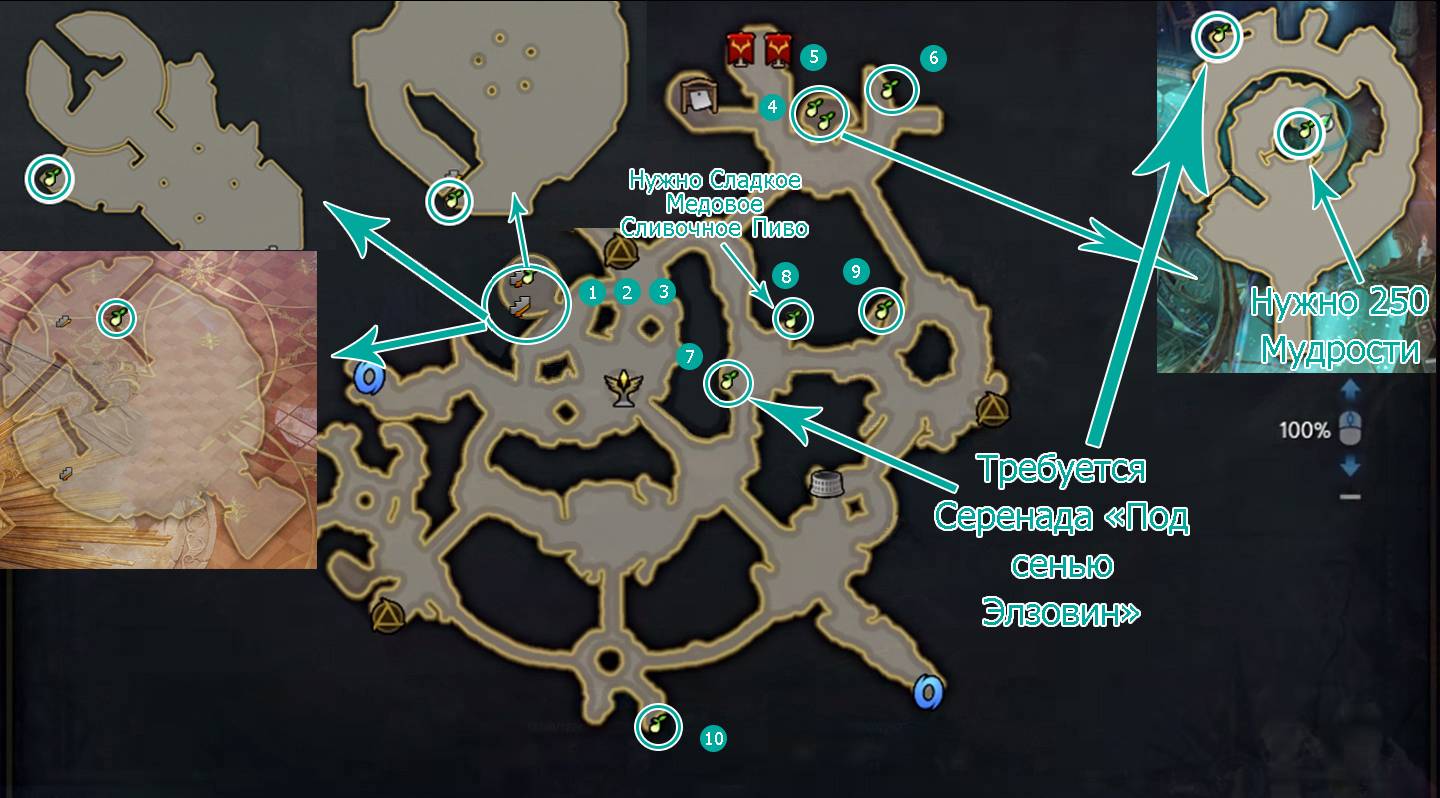 5
6
4
Нужно Сладкое
Медовое
Сливочное Пиво
1
2
3
8
9
7
Нужно 250
Мудрости
100%
Требуется
Серенада «Под
сенью
Элзовин»
10